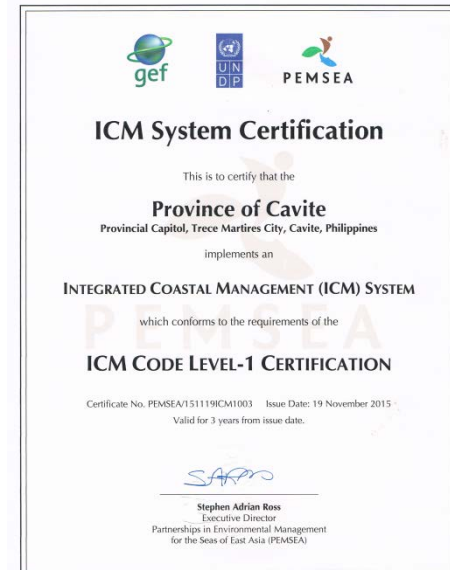 gef
U N
D P
PEMSEA
ICM System Certification
This is to certify that the
Province of Cavite
Provincial Capitol, Trece Martires City, Cavite, Philippines
implements an
INTEGRATED COASTAL MANAGEMENT (ICM) SYSTEM
which conforms to the requirements of the
PEMSEA
ICM CODE LEVEL-1 CERTIFICATION
Certificate No. PEMSEA/151119ICM1003 Issue Date: 19 November 2015
Valid for 3 years from issue date.
Stephen Adrian Ross
Executive Director
Partnerships in Environmental Management
for the Seas of East Asia (PEMSEA)